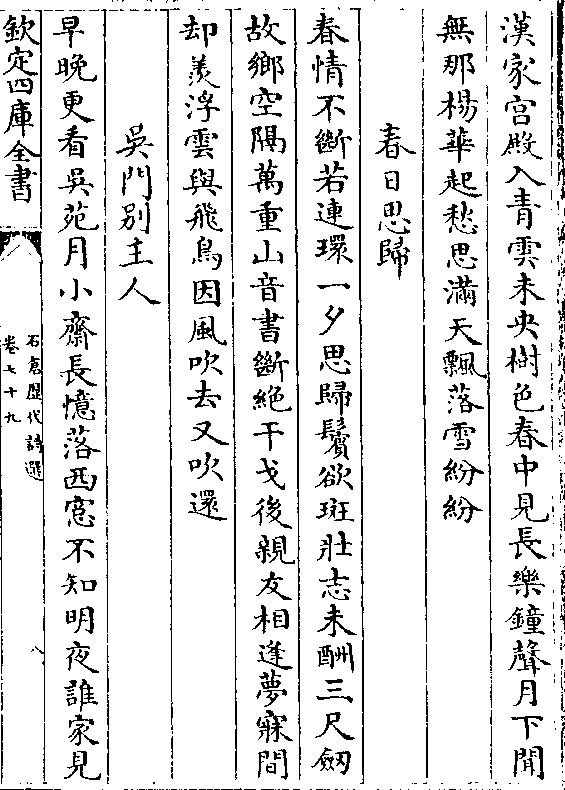 漢家宮殿入青雲未央樹色春中見長樂鐘聲月下聞
無那楊華起愁思滿天飄落雪紛紛
春日思歸
春情不斷若連環一夕思歸鬢欲斑壯志未酬三尺劒
故鄉空隔萬重山音書斷絶干戈後親友相逢夢寐間
却羨浮雲與飛鳥因風吹去又吹還
吳門别主人
早晚更看吳苑月小齋長憶落西窓不知明夜誰家見
欽定四庫全書
石倉歴代詩選
卷七十九
八